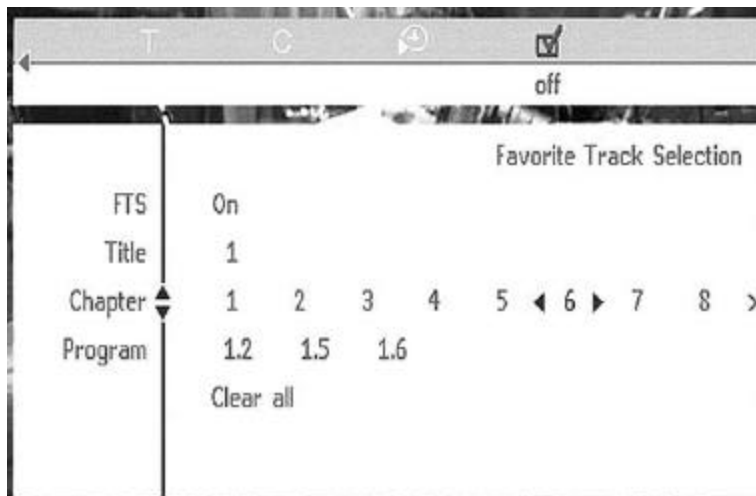 T C
off
Favorite Track Selection
FTS On
Title 1
Chapter 1 2 3 4 5 6 7 8
Program 1.2 1.5 1.6
Clear all